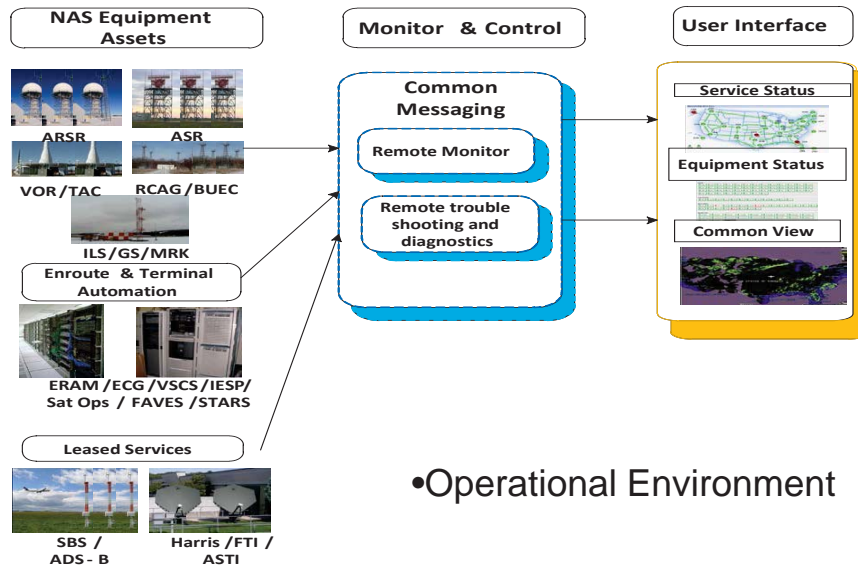 NAS Equipment
Assets
Monitor & Control
User Interface
ARSR
ASR
VOR /TAC
RCAG /BUEC
ILS /GS/MRK
Enroute & Terminal
Automation
ERAM /ECG /VSCS /IESP/
Sat Ops / FAVES /STARS
Leased Services
SBS /
ADS - B
Harris /FTI /
ASTI
Common
Messaging
Remote Monitor
Remote trouble
shooting and
diagnostics
Service Status
Equipment Status
Common View
•Operational Environment